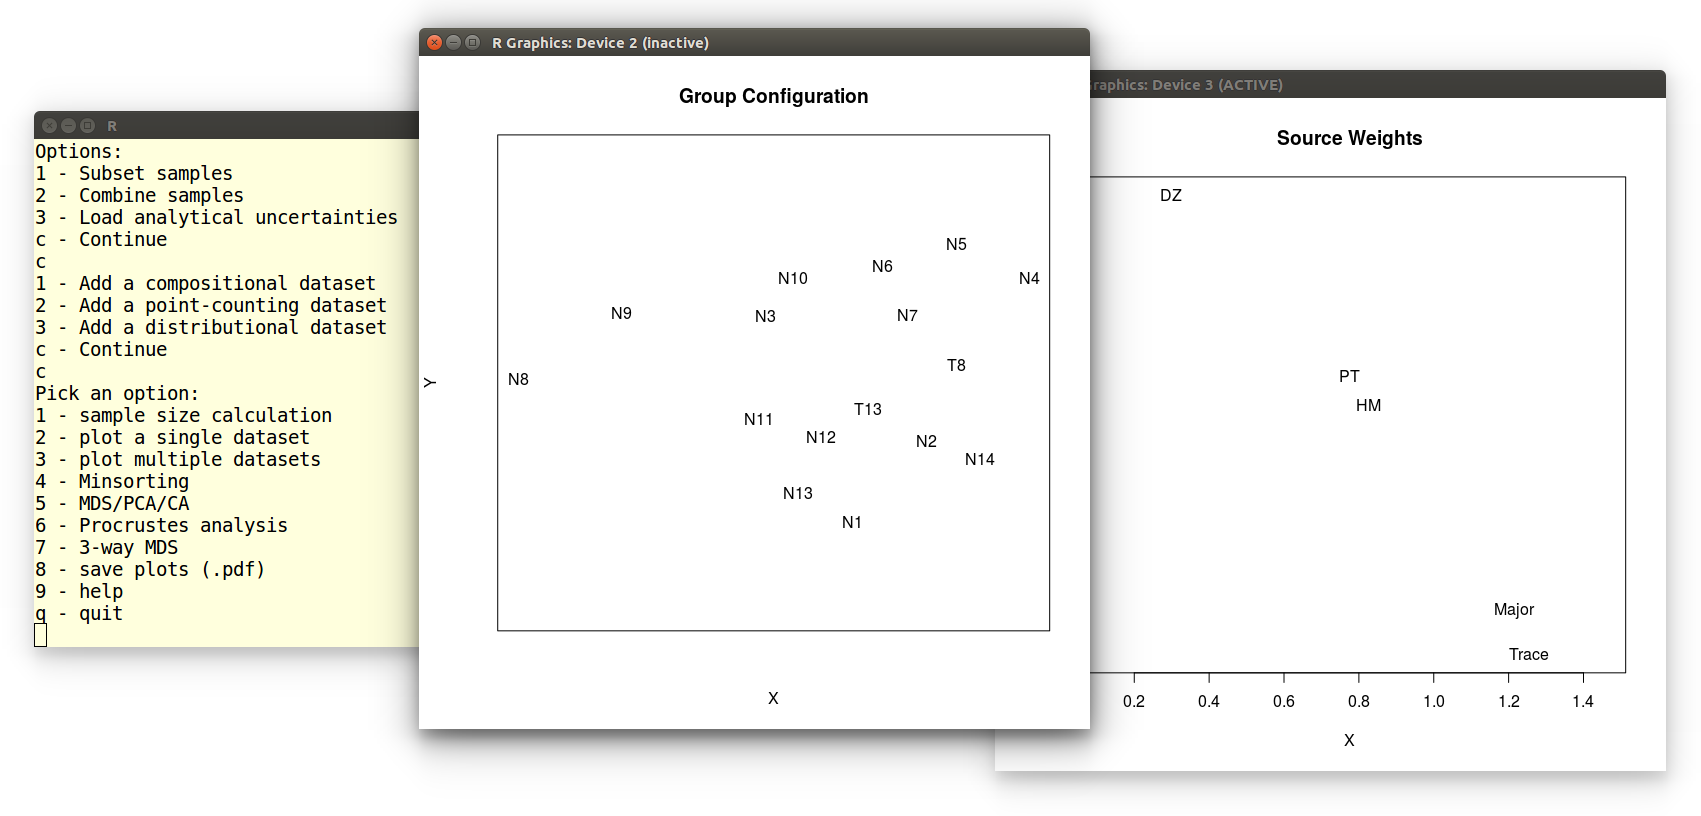 R
Options:
1 - Subset samples
2 - Combine samples
3 - Load analytical uncertainties
c - Continue
c
1 - Add a compositional dataset
2 - Add a point-counting dataset
3 - Add a distributional dataset
c - Continue
c
Pick an option:
1 - sample size calculation
2 - plot a single dataset
3 - plot multiple datasets
4 - Minsorting
5 - MDS/PCA/CA
6 - Procrustes analysis
7 - 3-way MDS
8 - save plots (.pdf)
9 - help
q - quit
R Graphics: Device 2 (inactive)
Group Configuration
N5
N6
N10
N4
N9
N3
N7
T8
N8
Y
T13
N11
N12
N2
N14
N13
N1
X
Graphics: Device 3 (ACTIVE)
Source Weights
DZ
PT
HM
Major
Trace
0.2 0.4 0.6 0.8 1.0 1.2 1.4
X